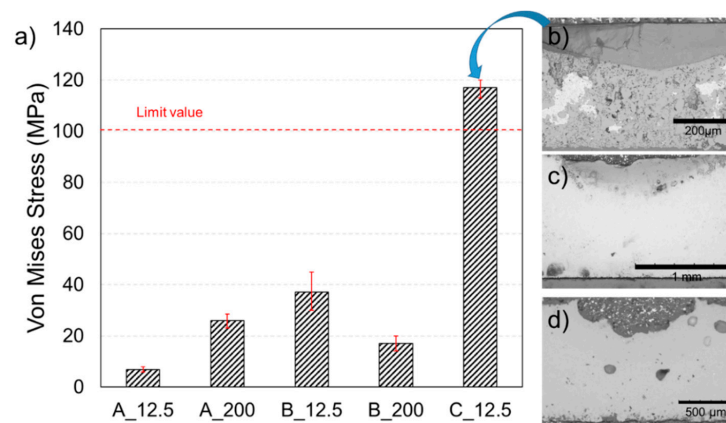 a)
Von Mises Stress (MPa)
140
120
100
80
60
40
20
0
Limit value
A_12.5
A_200
B_12.5
B_200
C_12.5
b)
200µm
c)
1 mm
d)
500 µm